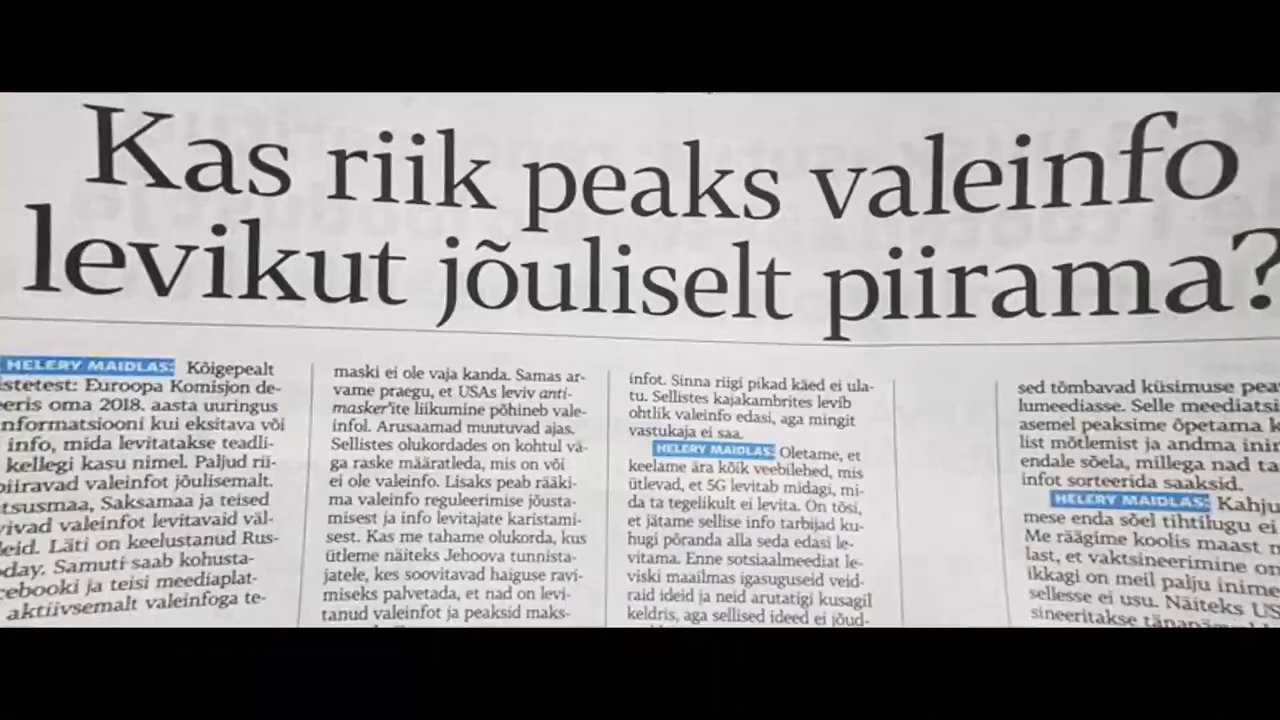 Kas riik peaks valeinfo
levikut jõuliselt piirama?
HELERY MAIDLAS: Kõigepealt
istetest: Euroopa Komisjon de-
eris oma 2018. aasta uuringus
nformatsiooni kui eksitava või
info, mida levitatakse teadli-
kellegi kasu nimel. Paljud rii-
piiravad valeinfot jõulisemalt.
tsusmaa, Saksamaa ja teised
vivad valeinfot levitavaid väl-
eid. Läti on keelustanud Rus-
day. Samuti saab kohusta-
cebooki ja teisi meediaplat-
aktiivsemalt valeinfoga te-
maski ei ole vaja kanda. Samas ar-
vame praegu, et USAs leviv anti-
masker'ite liikumine põhineb vale-
infol. Arusaamad muutuvad ajas.
Sellistes olukordades on kohtul vä-
ga raske määratleda, mis on või
ei ole valeinfo. Lisaks peab rääki-
ma valeinfo reguleerimise jõusta-
misest ja info levitajate karistami-
sest. Kas me tahame olukorda, kus
ütleme näiteks Jehoova tunnista-
jatele, kes soovitavad haiguse ravi-
miseks palvetada, et nad on levi-
tanud valeinfot ja peaksid maks-
infot. Sinna riigi pikad käed ei ula-
tu. Sellistes kajakambrites levib
ohtlik valeinfo edasi, aga mingit
vastukaja ei saa.
HELERY MAIDLAS: Oletame, et
keelame ära kõik veebilehed, mis
ütlevad, et 5G levitab midagi, mi-
da ta tegelikult ei levita. On tõsi,
et jätame sellise info tarbijad ku-
hugi põranda alla seda edasi le-
vitama. Enne sotsiaalmeediat le-
viski maailmas igasuguseid veid-
raid ideid ja neid arutatigi kusagil
keldris, aga sellised ideed ei jõud-
sed tõmbavad küsimuse pea
lumeediasse. Selle meediatsi
asemel peaksime õpetama k
list mõtlemist ja andma inim
endale sõela, millega nad ta
infot sorteerida saaksid.
HELERY MAIDLAS: Kahju
mese enda sõel tihtilugu ei
Me räägime koolis maast m
last, et vaktsineerimine on
ikkagi on meil palju inime
sellesse ei usu. Näiteks US
sineeritakse